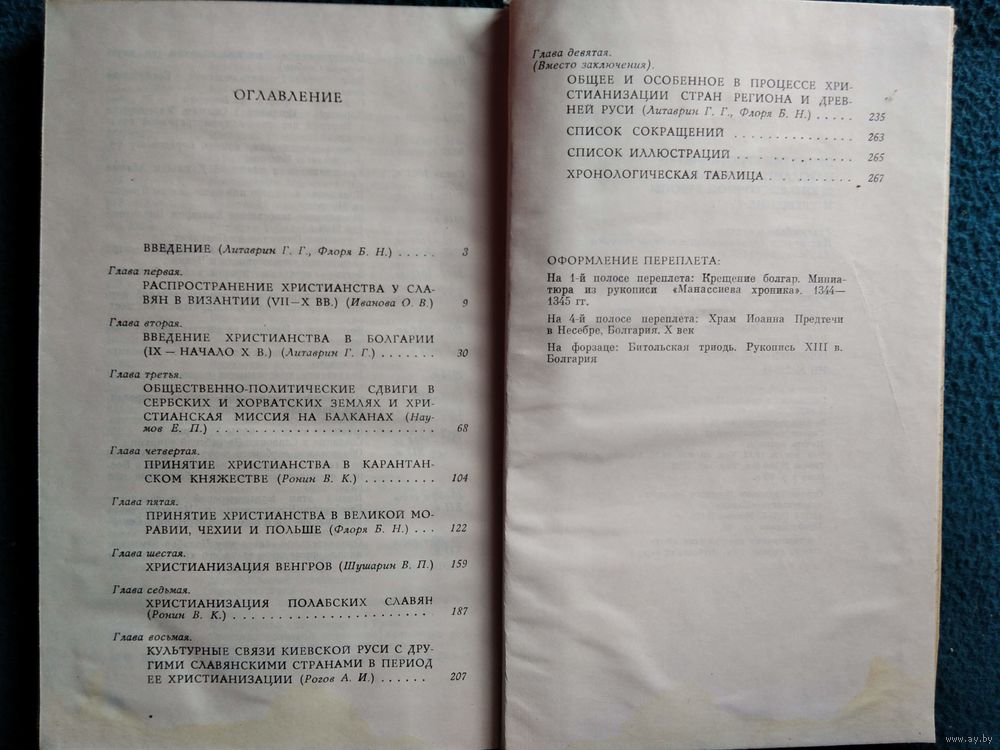 ОГЛАВЛЕНИЕ
ВВЕДЕНИЕ (Литаврин Г. Г., Флоря Б. Н.) . . . . . 3
Глава первая.
РАСПРОСТРАНЕНИЕ ХРИСТИАНСТВА У СЛА-
ВЯН В ВИЗАНТИИ (VII—X ВВ.) (Иванова О. В.) 9
Глава вторая.
ВВЕДЕНИЕ ХРИСТИАНСТВА В БОЛГАРИИ
(IX — НАЧАЛО X В.) (Литаврин Г. Г.) . . . . . . . 30
Глава третья.
ОБЩЕСТВЕННО-ПОЛИТИЧЕСКИЕ СДВИГИ В
СЕРБСКИХ И ХОРВАТСКИХ ЗЕМЛЯХ И ХРИ-
СТИАНСКАЯ МИССИЯ НА БАЛКАНАХ (Нау-
мов Е. П.) . . . . . . . . . . . . . . . . . . . . . . . . . 68
Глава четвертая.
ПРИНЯТИЕ ХРИСТИАНСТВА В КАРАНТАН-
СКОМ КНЯЖЕСТВЕ (Ронин В. К.) . . . . . . . . . 104
Глава пятая.
ПРИНЯТИЕ ХРИСТИАНСТВА В ВЕЛИКОЙ МО-
РАВИИ, ЧЕХИИ И ПОЛЬШЕ (Флоря Б. Н.) . . . 122
Глава шестая.
ХРИСТИАНИЗАЦИЯ ВЕНГРОВ (Шушарин В. П.) 159
Глава седьмая.
ХРИСТИАНИЗАЦИЯ ПОЛАБСКИХ СЛАВЯН
(Ронин В. К.) . . . . . . . . . . . . . . . . . . . . . . . 187
Глава восьмая.
КУЛЬТУРНЫЕ СВЯЗИ КИЕВСКОЙ РУСИ С ДРУ-
ГИМИ СЛАВЯНСКИМИ СТРАНАМИ В ПЕРИОД
ЕЕ ХРИСТИАНИЗАЦИИ (Рогов А. И.) . . . . . . 207
Глава девятая.
(Вместо заключения).
ОБЩЕЕ И ОСОБЕННОЕ В ПРОЦЕССЕ ХРИ-
СТИАНИЗАЦИИ СТРАН РЕГИОНА И ДРЕВ-
НЕЙ РУСИ (Литаврин Г. Г., Флоря Б. Н.) . . . . . 235
СПИСОК СОКРАЩЕНИЙ . . . . . . . . . . . . . 263
СПИСОК ИЛЛЮСТРАЦИЙ . . . . . . . . . . . . . 265
ХРОНОЛОГИЧЕСКАЯ ТАБЛИЦА . . . . . . . . . 267
ОФОРМЛЕНИЕ ПЕРЕПЛЕТА:
На 1-й полосе переплета: Крещение болгар. Миниа-
тюра из рукописи «Манассиева хроника». 1344—
1345 гг.
На 4-й полосе переплета: Храм Иоанна Предтечи
в Несебре, Болгария. X век
На форзаце: Битольская триодь. Рукопись XIII в.
Болгария
www.ay.by